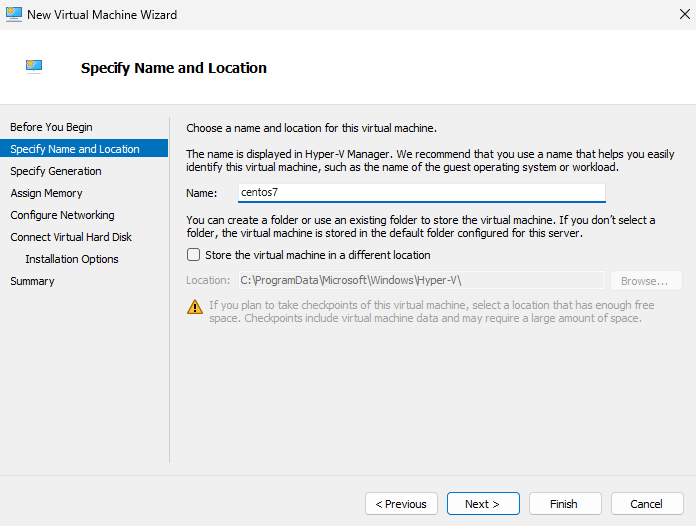 New Virtual Machine Wizard
Specify Name and Location
Before You Begin
Specify Name and Location
Specify Generation
Assign Memory
Configure Networking
Connect Virtual Hard Disk
Installation Options
Summary
Choose a name and location for this virtual machine.
The name is displayed in Hyper-V Manager. We recommend that you use a name that helps you easily
identify this virtual machine, such as the name of the guest operating system or workload.
Name: centos7
You can create a folder or use an existing folder to store the virtual machine. If you don't select a
folder, the virtual machine is stored in the default folder configured for this server.
Store the virtual machine in a different location
Location: C:\ProgramData\Microsoft\Windows\Hyper-V\ Browse...
If you plan to take checkpoints of this virtual machine, select a location that has enough free
space. Checkpoints include virtual machine data and may require a large amount of space.
< Previous Next > Finish Cancel